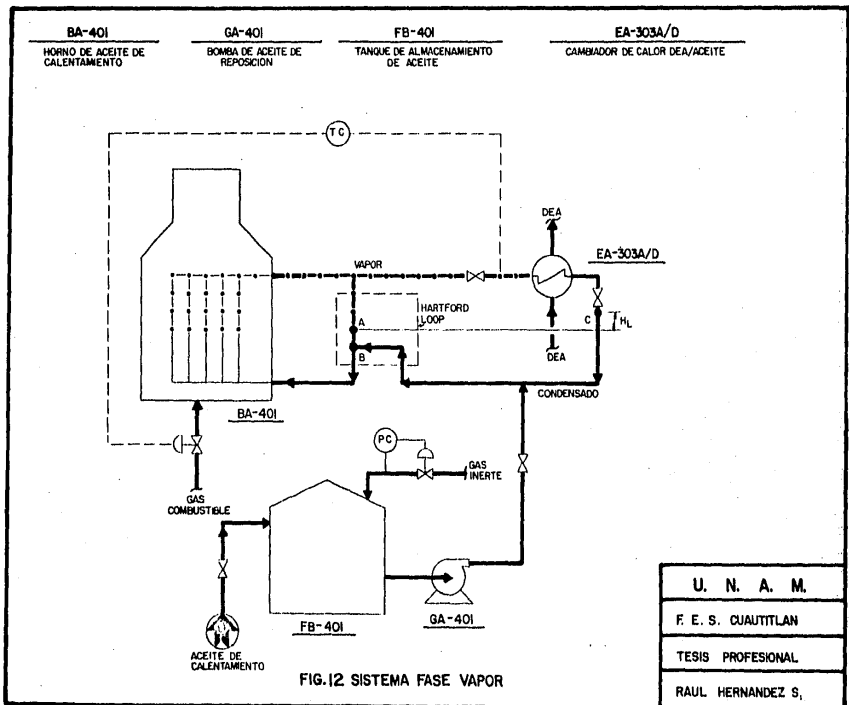 BA-401
HORNO DE ACEITE DE
CALENTAMIENTO
GA-401
BOMBA DE ACEITE DE
REPOSICION
FB-401
TANQUE DE ALMACENAMIENTO
DE ACEITE
EA-303A/D
CAMBIADOR DE CALOR DEA/ACEITE
TC
DEA
EA-303A/D
VAPOR
HARTFORD
LOOP
A
C
HL
B
DEA
CONDENSADO
BA-401
PC
GAS
INERTE
GAS
COMBUSTIBLE
FB-401
GA-401
ACEITE DE
CALENTAMIENTO
FIG.12 SISTEMA FASE VAPOR
U. N. A. M.
F. E. S. CUAUTITLAN
TESIS PROFESIONAL
RAUL HERNANDEZ S.